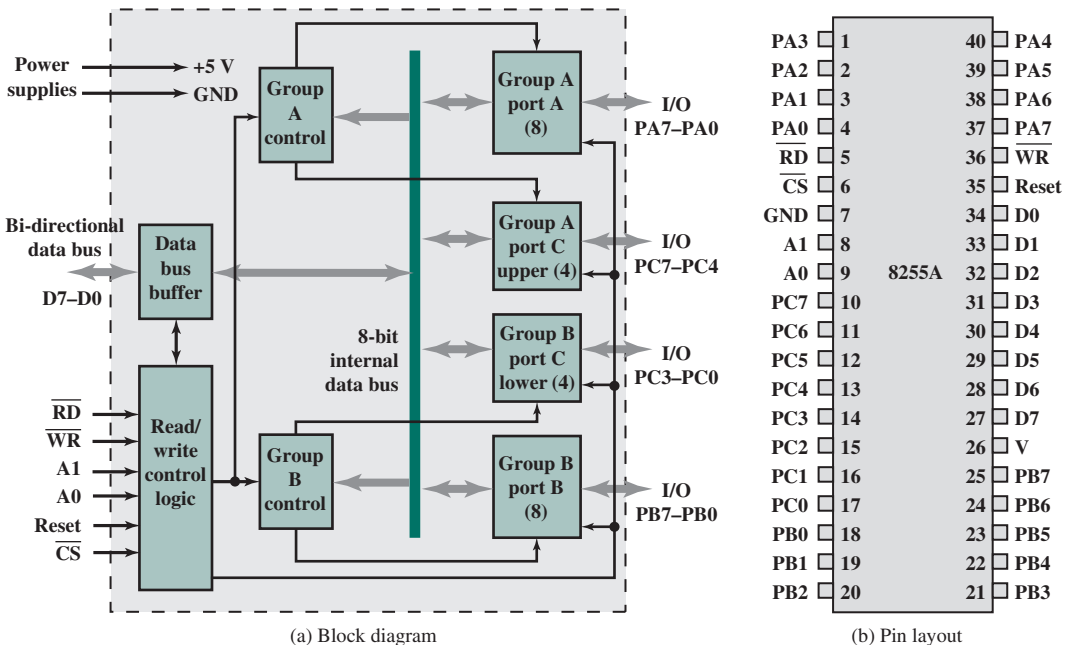 Power
supplies
+5 V
GND
Group
A
control
Group A
port A
(8)
I/O
PA7–PA0
Group A
port C
upper (4)
I/O
PC7–PC4
Bi-directional
data bus
D7–D0
Data
bus
buffer
8-bit
internal
data bus
Group B
port C
lower (4)
I/O
PC3–PC0
R̅D̅
W̅R̅
A1
A0
Reset
C̅S̅
Read/
write
control
logic
Group
B
control
Group B
port B
(8)
I/O
PB7–PB0
(a) Block diagram
PA3 1 40 PA4
PA2 2 39 PA5
PA1 3 38 PA6
PA0 4 37 PA7
R̅D̅ 5 36 W̅R̅
C̅S̅ 6 35 Reset
GND 7 34 D0
A1 8 33 D1
A0 9 8255A 32 D2
PC7 10 31 D3
PC6 11 30 D4
PC5 12 29 D5
PC4 13 28 D6
PC3 14 27 D7
PC2 15 26 V
PC1 16 25 PB7
PC0 17 24 PB6
PB0 18 23 PB5
PB1 19 22 PB4
PB2 20 21 PB3
(b) Pin layout